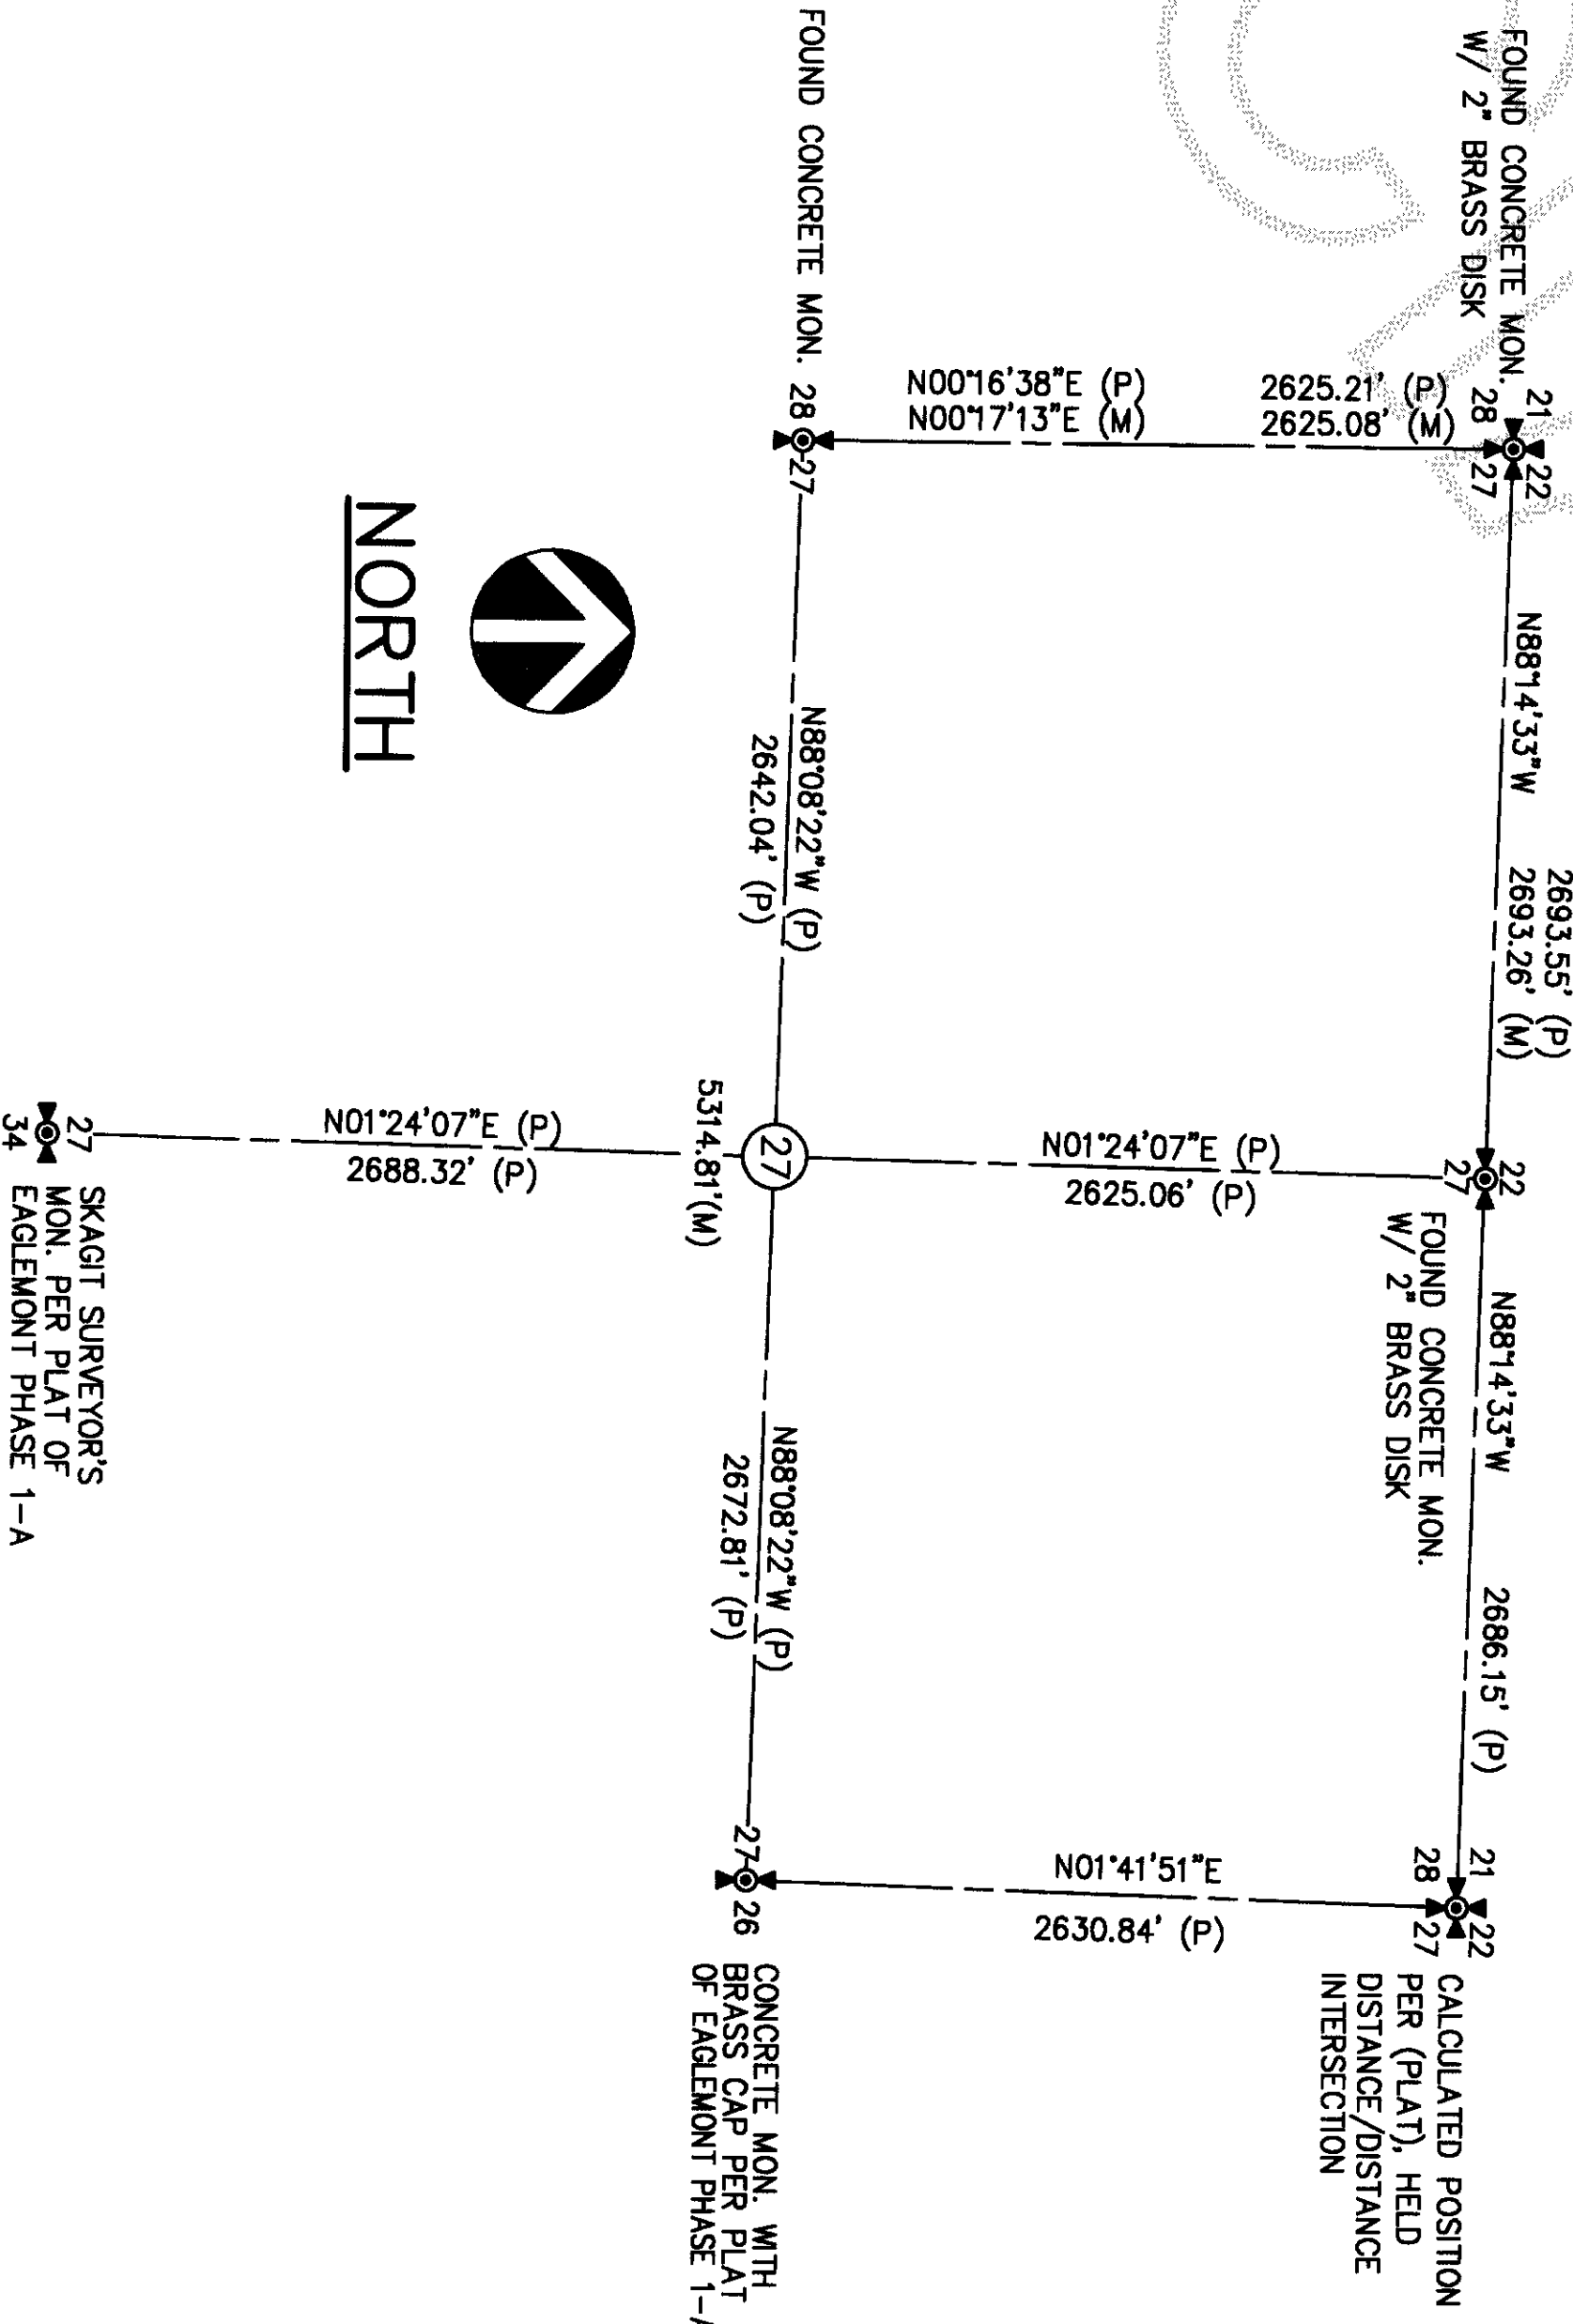 FOUND CONCRETE MON.
W/ 2" BRASS DISK
21
22
28
27
N88°14'33"W
2693.55' (P)
2693.26' (M)
22
27
FOUND CONCRETE MON.
W/ 2" BRASS DISK
N88°14'33"W
2686.15' (P)
21
22
28
27
CALCULATED POSITION
PER (PLAT), HELD
DISTANCE/DISTANCE
INTERSECTION
N00°16'38"E (P)
N00°17'13"E (M)
2625.21' (P)
2625.08' (M)
N01°24'07"E (P)
2625.06' (P)
N01°41'51"E
2630.84' (P)
FOUND CONCRETE MON.
28
27
N88°08'22"W (P)
2642.04' (P)
27
5314.81'(M)
N88°08'22"W (P)
2672.81' (P)
27
26
CONCRETE MON. WITH
BRASS CAP PER PLAT
OF EAGLEMONT PHASE 1-A
NORTH
N01°24'07"E (P)
2688.32' (P)
27
34
SKAGIT SURVEYOR'S
MON. PER PLAT OF
EAGLEMONT PHASE 1-A